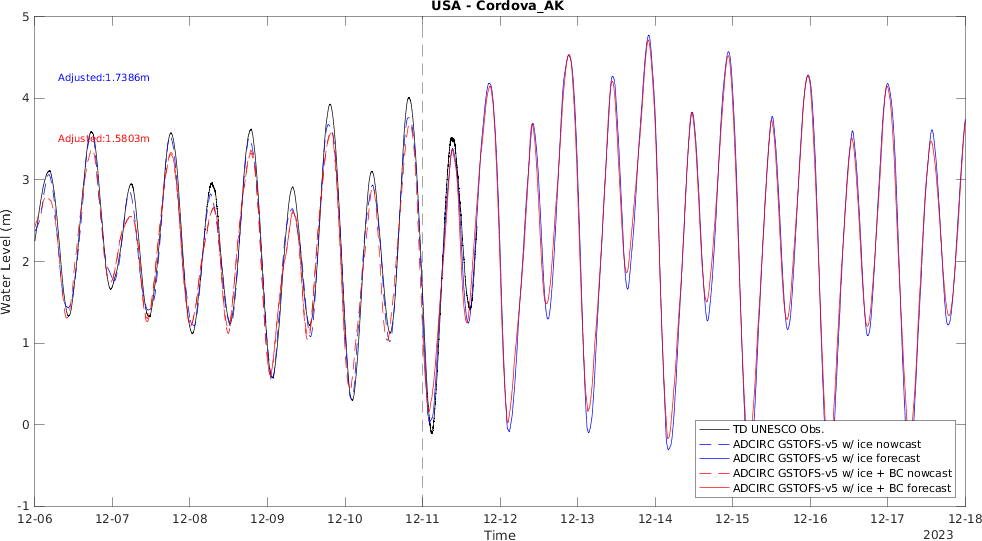 USA - Cordova_AK
5
4
3
2
1
0
-1
Water Level (m)
Adjusted:1.7386m
Adjusted:1.5803m
TD UNESCO Obs.
ADCIRC GSTOFS-v5 w/ ice nowcast
ADCIRC GSTOFS-v5 w/ ice forecast
ADCIRC GSTOFS-v5 w/ ice + BC nowcast
ADCIRC GSTOFS-v5 w/ ice + BC forecast
12-06 12-07 12-08 12-09 12-10 12-11 12-12 12-13 12-14 12-15 12-16 12-17 12-18
Time
2023